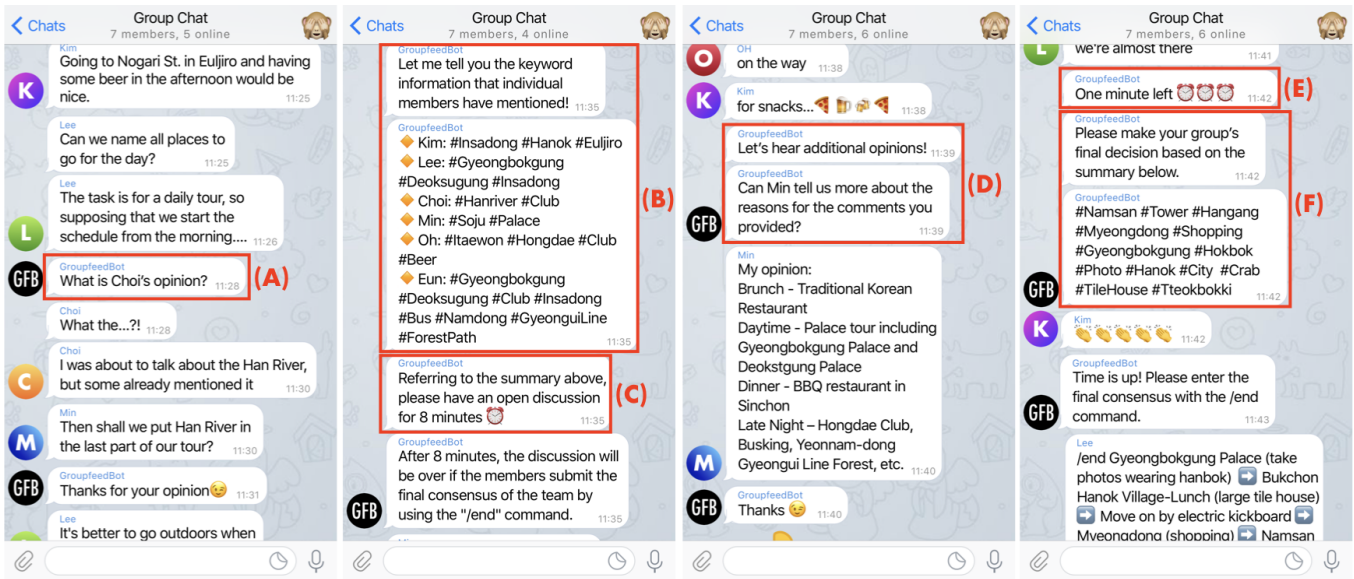 Chats
Group Chat
7 members, 5 online
Kim
Going to Nogari St. in Euljiro and having
some beer in the afternoon would be
nice.
11:25
K
Lee
Can we name all places to
go for the day?
11:25
Lee
The task is for a daily tour, so
supposing that we start the
schedule from the morning....
11:26
L
GroupfeedBot
What is Choi's opinion?
11:28
GFB
(A)
Choi
What the...?!
11:28
Choi
I was about to talk about the Han River,
but some already mentioned it
11:30
C
Min
Then shall we put Han River in
the last part of our tour?
11:30
M
GroupfeedBot
Thanks for your opinion😉
11:31
GFB
Lee
It's better to go outdoors when
Chats
Group Chat
7 members, 4 online
GroupfeedBot
Let me tell you the keyword
information that individual
members have mentioned!
11:35
GroupfeedBot
🔸 Kim: #Insadong #Hanok #Euljiro
🔸 Lee: #Gyeongbokgung
#Deoksugung #Insadong
🔸 Choi: #Hanriver #Club
🔸 Min: #Soju #Palace
🔸 Oh: #Itaewon #Hongdae #Club
#Beer
🔸 Eun: #Gyeongbokgung
#Deoksugung #Club #Insadong
#Bus #Namdong #GyeonguiLine
#ForestPath
11:35
(B)
GroupfeedBot
Referring to the summary above,
please have an open discussion
for 8 minutes ⏰
11:35
(C)
GroupfeedBot
After 8 minutes, the discussion will
be over if the members submit the
final consensus of the team by
using the "/end" command.
11:35
GFB
Chats
Group Chat
7 members, 6 online
OH
on the way
11:38
O
Kim
for snacks...🍕🍺🍻🍕
11:38
K
GroupfeedBot
Let's hear additional opinions!
11:39
GroupfeedBot
Can Min tell us more about the
reasons for the comments you
provided?
11:39
GFB
(D)
Min
My opinion:
Brunch - Traditional Korean
Restaurant
Daytime - Palace tour including
Gyeongbokgung Palace and
Deokstgung Palace
Dinner - BBQ restaurant in
Sinchon
Late Night – Hongdae Club,
Busking, Yeonnam-dong
Gyeongui Line Forest, etc.
11:40
M
GroupfeedBot
Thanks 😉
11:40
GFB
Chats
Group Chat
7 members, 6 online
we're almost there
11:41
L
GroupfeedBot
One minute left ⏰⏰⏰
11:42
(E)
GroupfeedBot
Please make your group's
final decision based on the
summary below.
11:42
GroupfeedBot
#Namsan #Tower #Hangang
#Myeongdong #Shopping
#Gyeongbokgung #Hokbok
#Photo #Hanok #City #Crab
#TileHouse #Tteokbokki
11:42
GFB
(F)
Kim
👏👏👏👏👏
11:42
K
GroupfeedBot
Time is up! Please enter the
final consensus with the /end
command.
11:43
GFB
Lee
/end Gyeongbokgung Palace (take
photos wearing hanbok) ➡️ Bukchon
Hanok Village-Lunch (large tile house)
➡️ Move on by electric kickboard ➡️
Myeongdong (shopping) ➡️ Namsan